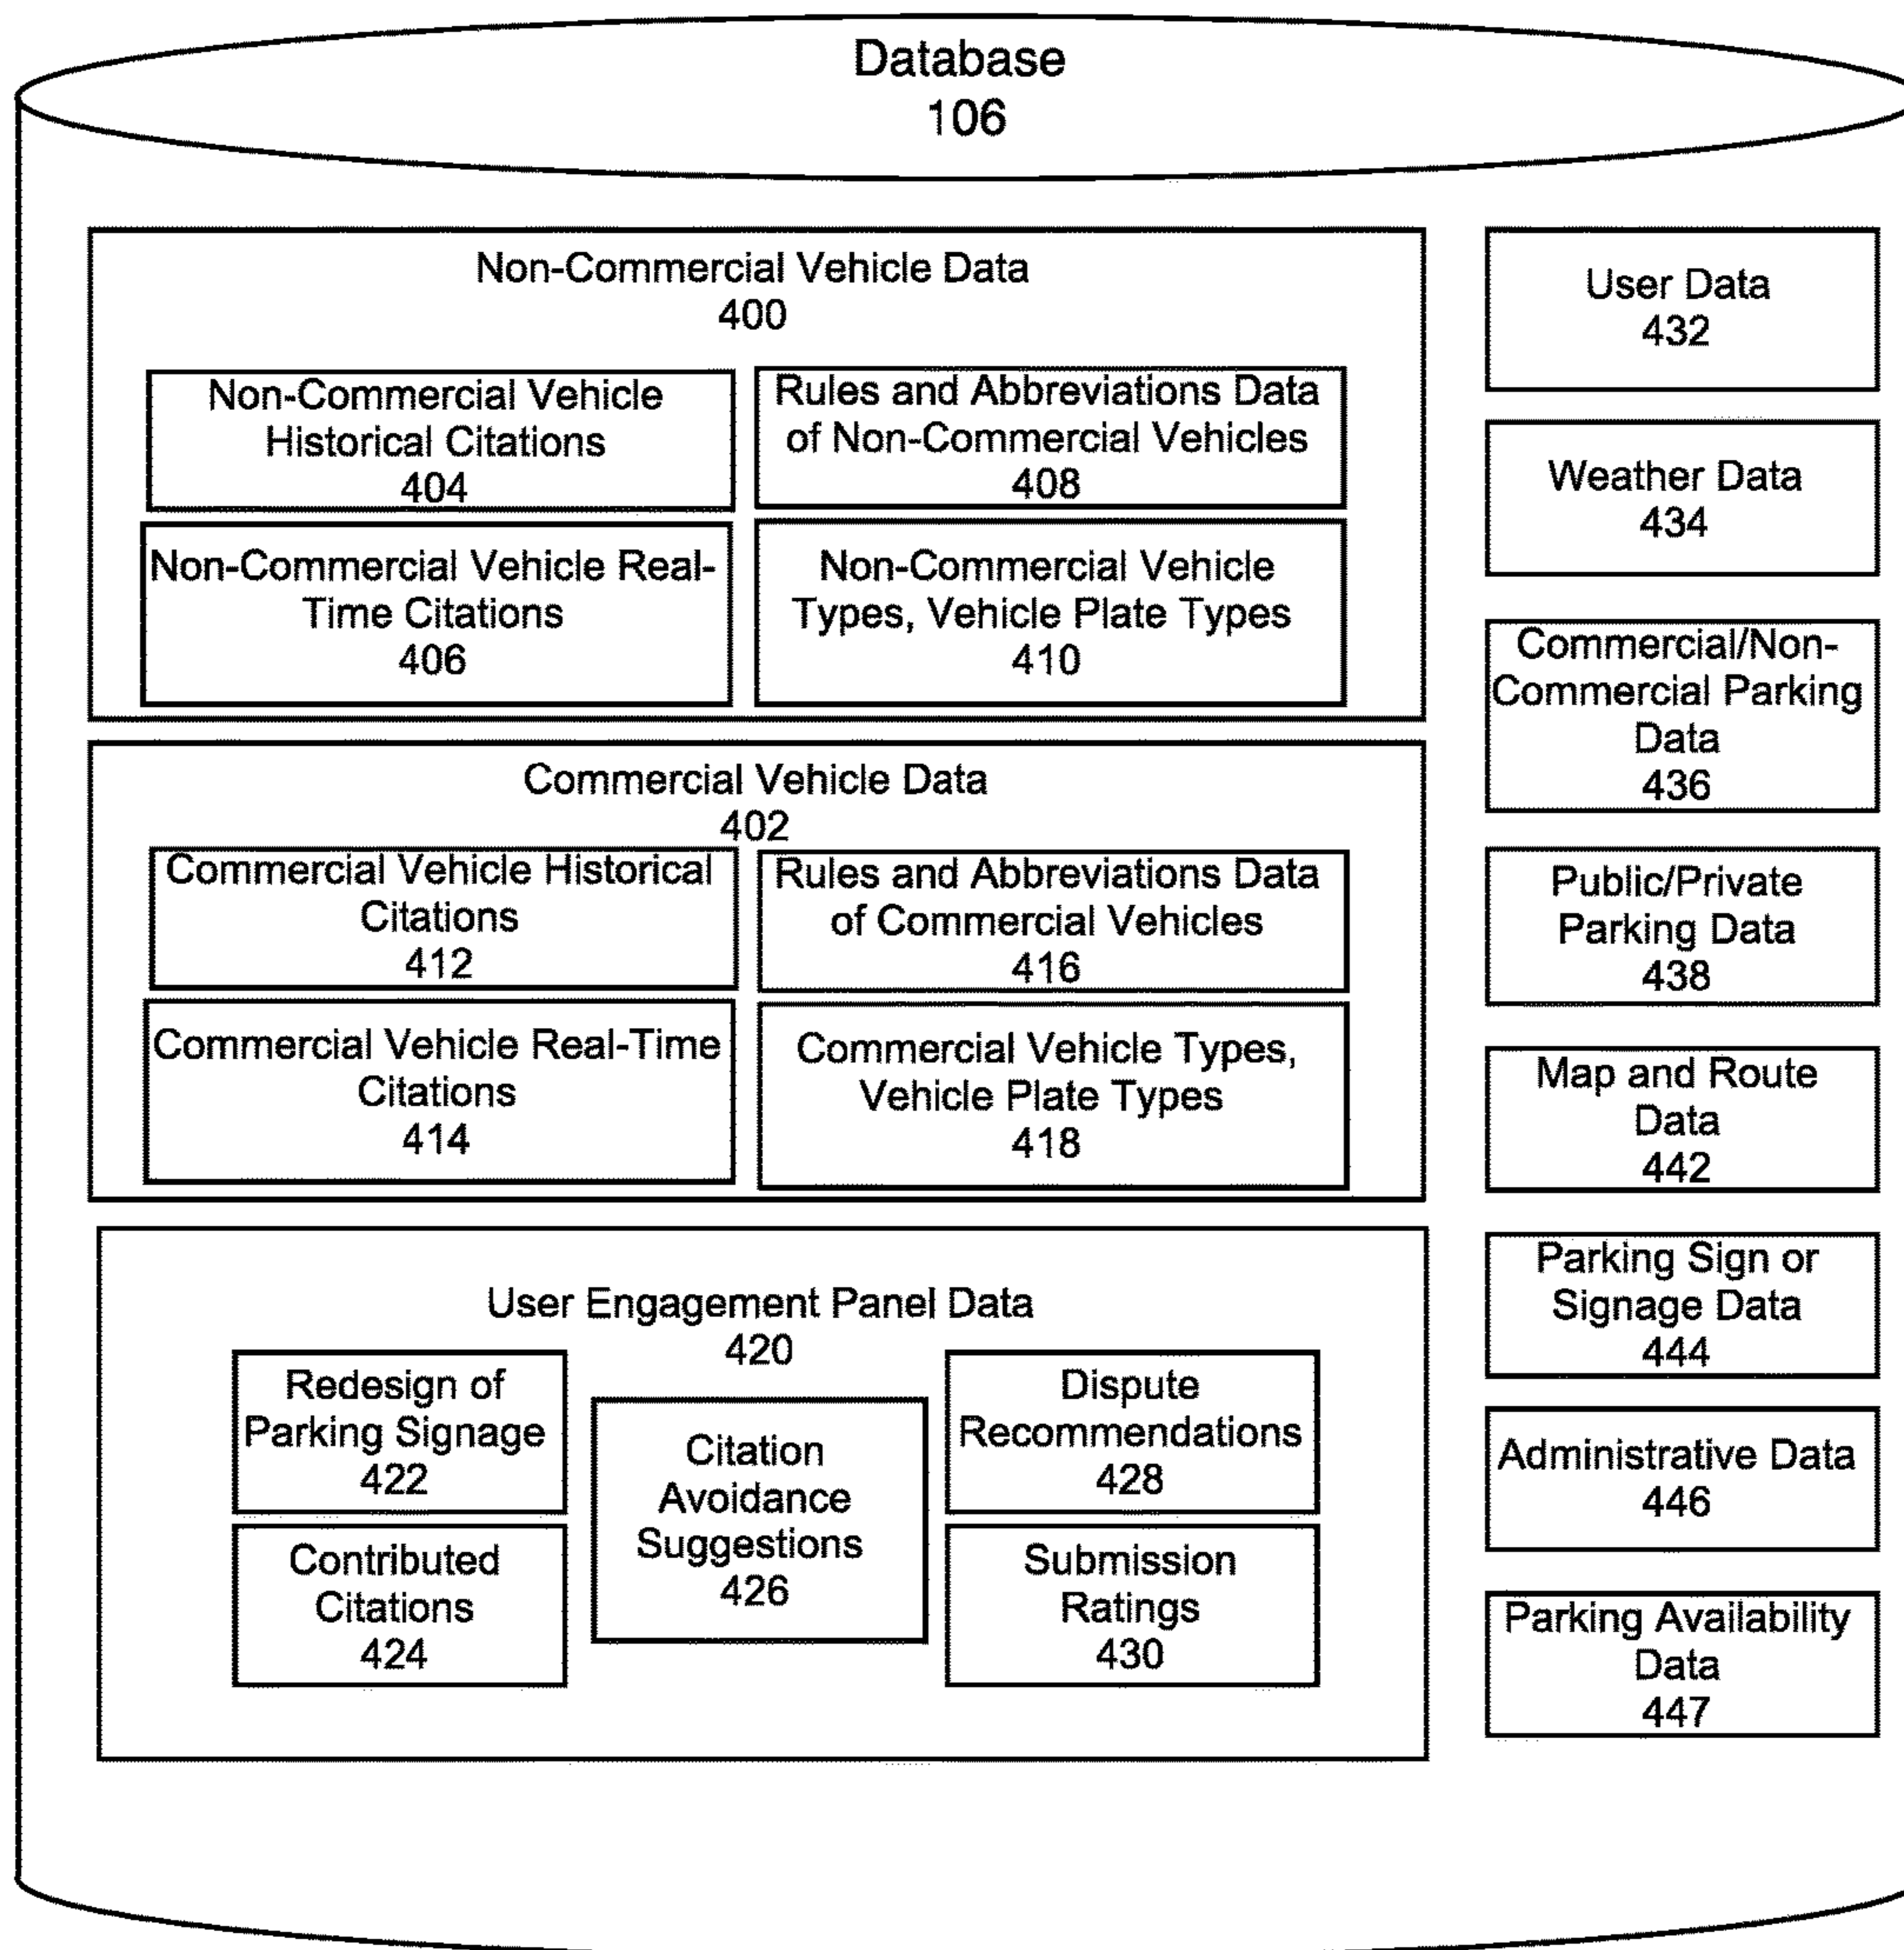 Database
106
Non-Commercial Vehicle Data
400
Non-Commercial Vehicle
Historical Citations
404
Rules and Abbreviations Data
of Non-Commercial Vehicles
408
Non-Commercial Vehicle Real-
Time Citations
406
Non-Commercial Vehicle
Types, Vehicle Plate Types
410
Commercial Vehicle Data
402
Commercial Vehicle Historical
Citations
412
Rules and Abbreviations Data
of Commercial Vehicles
416
Commercial Vehicle Real-Time
Citations
414
Commercial Vehicle Types,
Vehicle Plate Types
418
User Engagement Panel Data
420
Redesign of
Parking Signage
422
Contributed
Citations
424
Citation
Avoidance
Suggestions
426
Dispute
Recommendations
428
Submission
Ratings
430
User Data
432
Weather Data
434
Commercial/Non-
Commercial Parking
Data
436
Public/Private
Parking Data
438
Map and Route
Data
442
Parking Sign or
Signage Data
444
Administrative Data
446
Parking Availability
Data
447